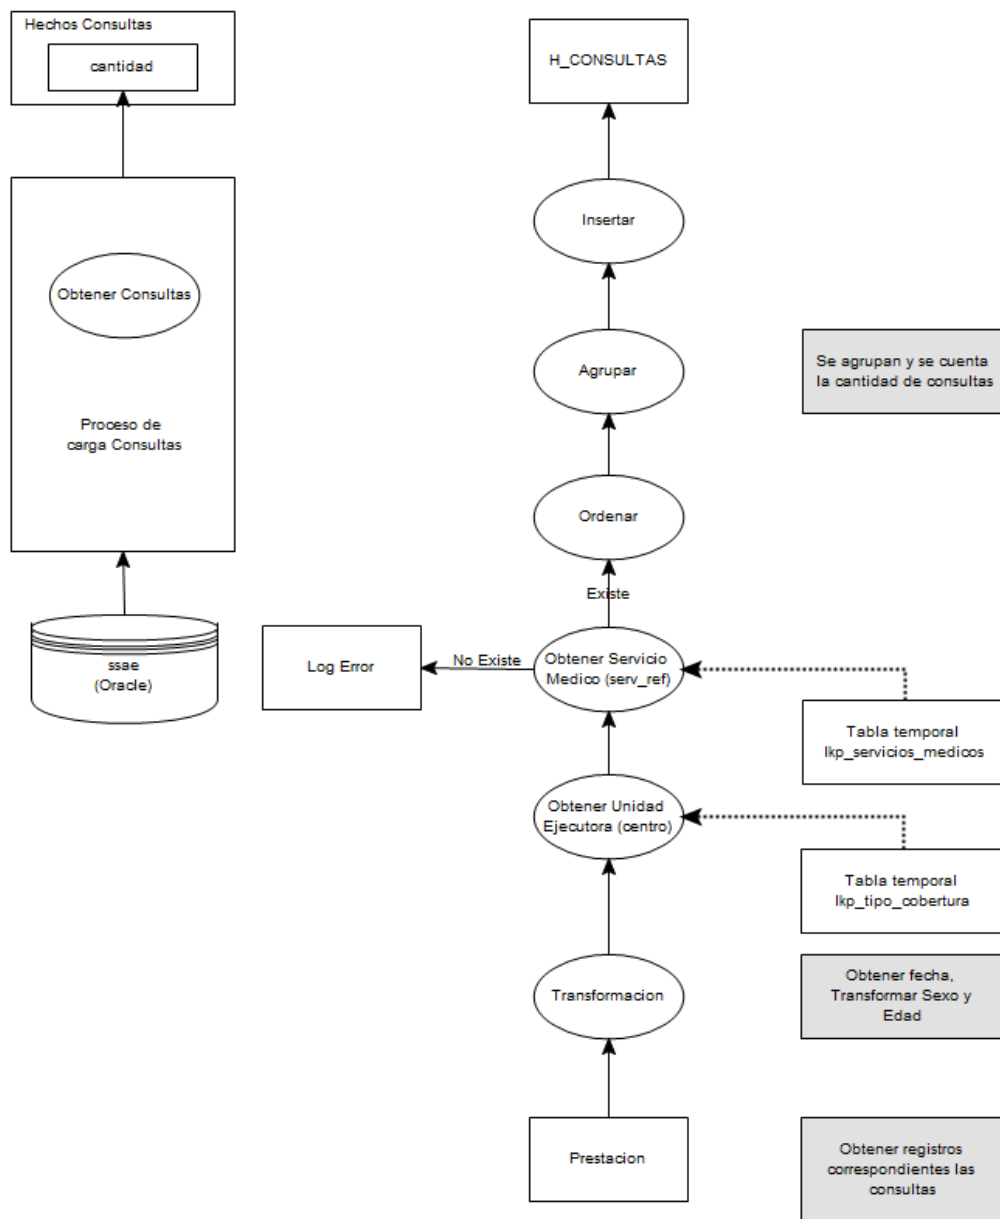 Hechos Consultas
cantidad
Obtener Consultas
Proceso de
carga Consultas
ssae
(Oracle)
H_CONSULTAS
Insertar
Agrupar
Se agrupan y se cuenta
la cantidad de consultas
Ordenar
Existe
Log Error
No Existe
Obtener Servicio
Medico (serv_ref)
Tabla temporal
lkp_servicios_medicos
Obtener Unidad
Ejecutora (centro)
Tabla temporal
lkp_tipo_cobertura
Transformacion
Obtener fecha,
Transformar Sexo y
Edad
Prestacion
Obtener registros
correspondientes las
consultas